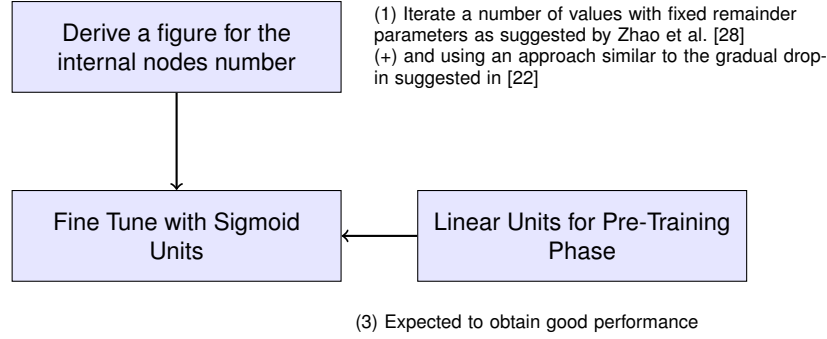 Derive a figure for the
internal nodes number
(1) Iterate a number of values with fixed remainder
parameters as suggested by Zhao et al. [28]
(+) and using an approach similar to the gradual drop-
in suggested in [22]
Fine Tune with Sigmoid
Units
Linear Units for Pre-Training
Phase
(3) Expected to obtain good performance